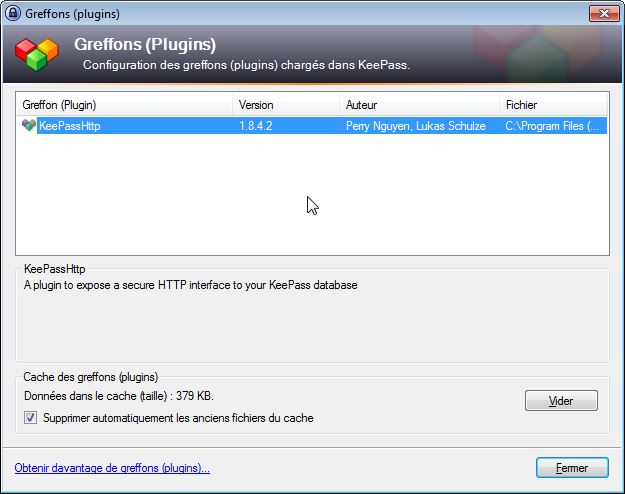 Greffons (plugins)
Greffons (Plugins)
Configuration des greffons (plugins) chargés dans KeePass.
Greffon (Plugin) Version Auteur Fichier
KeePassHttp 1.8.4.2 Perry Nguyen, Lukas Schulze C:\Program Files (...
KeePassHttp
A plugin to expose a secure HTTP interface to your KeePass database
Cache des greffons (plugins)
Données dans le cache (taille) : 379 KB.
Vider
Supprimer automatiquement les anciens fichiers du cache
Obtenir davantage de greffons (plugins)...
Fermer